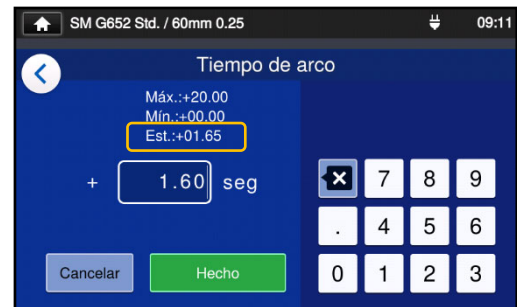 SM G652 Std. / 60mm 0.25 09:11
Tiempo de arco
Máx.:+20.00
Mín.:+00.00
Est.:+01.65
+ 1.60 seg
7 8 9
. 4 5 6
Cancelar Hecho
0 1 2 3